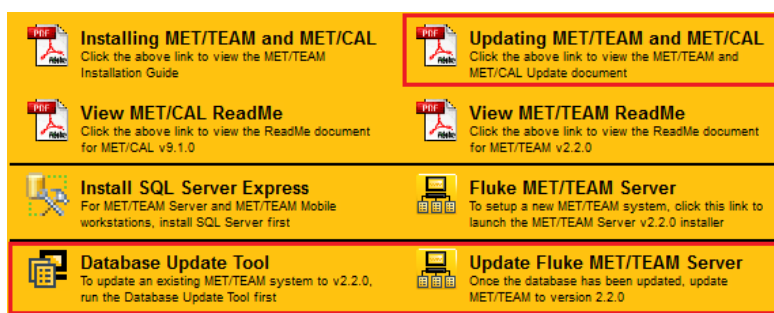 PDF
Adobe
Installing MET/TEAM and MET/CAL
Click the above link to view the MET/TEAM
Installation Guide
PDF
Adobe
Updating MET/TEAM and MET/CAL
Click the above link to view the MET/TEAM and
MET/CAL Update document
PDF
Adobe
View MET/CAL ReadMe
Click the above link to view the ReadMe document
for MET/CAL v9.1.0
PDF
Adobe
View MET/TEAM ReadMe
Click the above link to view the ReadMe document
for MET/TEAM v2.2.0
Install SQL Server Express
For MET/TEAM Server and MET/TEAM Mobile
workstations, install SQL Server first
Fluke MET/TEAM Server
To setup a new MET/TEAM system, click this link to
launch the MET/TEAM Server v2.2.0 installer
Database Update Tool
To update an existing MET/TEAM system to v2.2.0,
run the Database Update Tool first
Update Fluke MET/TEAM Server
Once the database has been updated, update
MET/TEAM to version 2.2.0